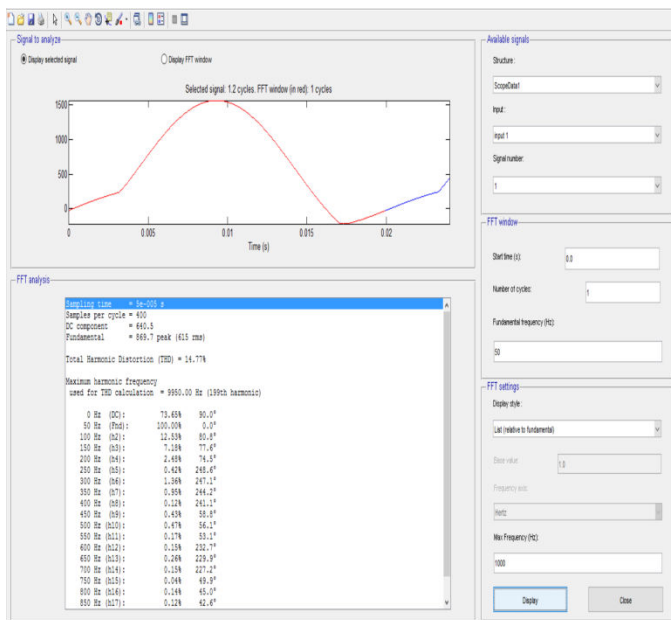 Signal to analyze
Display selected signal
Display FFT window
Selected signal: 1.2 cycles. FFT window (in red): 1 cycles
1500
1000
500
0
0
0.005
0.01
0.015
0.02
Time (s)
FFT analysis
Sampling time = 5e-005 s
Samples per cycle = 400
DC component = 640.5
Fundamental = 869.7 peak (615 rms)
Total Harmonic Distortion (THD) = 14.77%
Maximum harmonic frequency
used for THD calculation = 9950.00 Hz (199th harmonic)
0 Hz (DC): 73.65% 90.0°
50 Hz (Fnd): 100.00% 0.0°
100 Hz (h2): 12.53% 80.8°
150 Hz (h3): 7.18% 77.6°
200 Hz (h4): 2.48% 74.5°
250 Hz (h5): 0.42% 248.6°
300 Hz (h6): 1.36% 247.1°
350 Hz (h7): 0.95% 244.2°
400 Hz (h8): 0.12% 241.1°
450 Hz (h9): 0.43% 58.8°
500 Hz (h10): 0.47% 56.1°
550 Hz (h11): 0.17% 53.1°
600 Hz (h12): 0.15% 232.7°
650 Hz (h13): 0.26% 229.9°
700 Hz (h14): 0.15% 227.2°
750 Hz (h15): 0.04% 49.9°
800 Hz (h16): 0.14% 45.0°
850 Hz (h17): 0.12% 42.6°
Available signals
Structure :
ScopeData1
Input :
input 1
Signal number:
1
FFT window
Start time (s):
0.0
Number of cycles:
1
Fundamental frequency (Hz):
50
FFT settings
Display style :
List (relative to fundamental)
Base value:
1.0
Frequency axis:
Hertz
Max Frequency (Hz):
1000
Display
Close